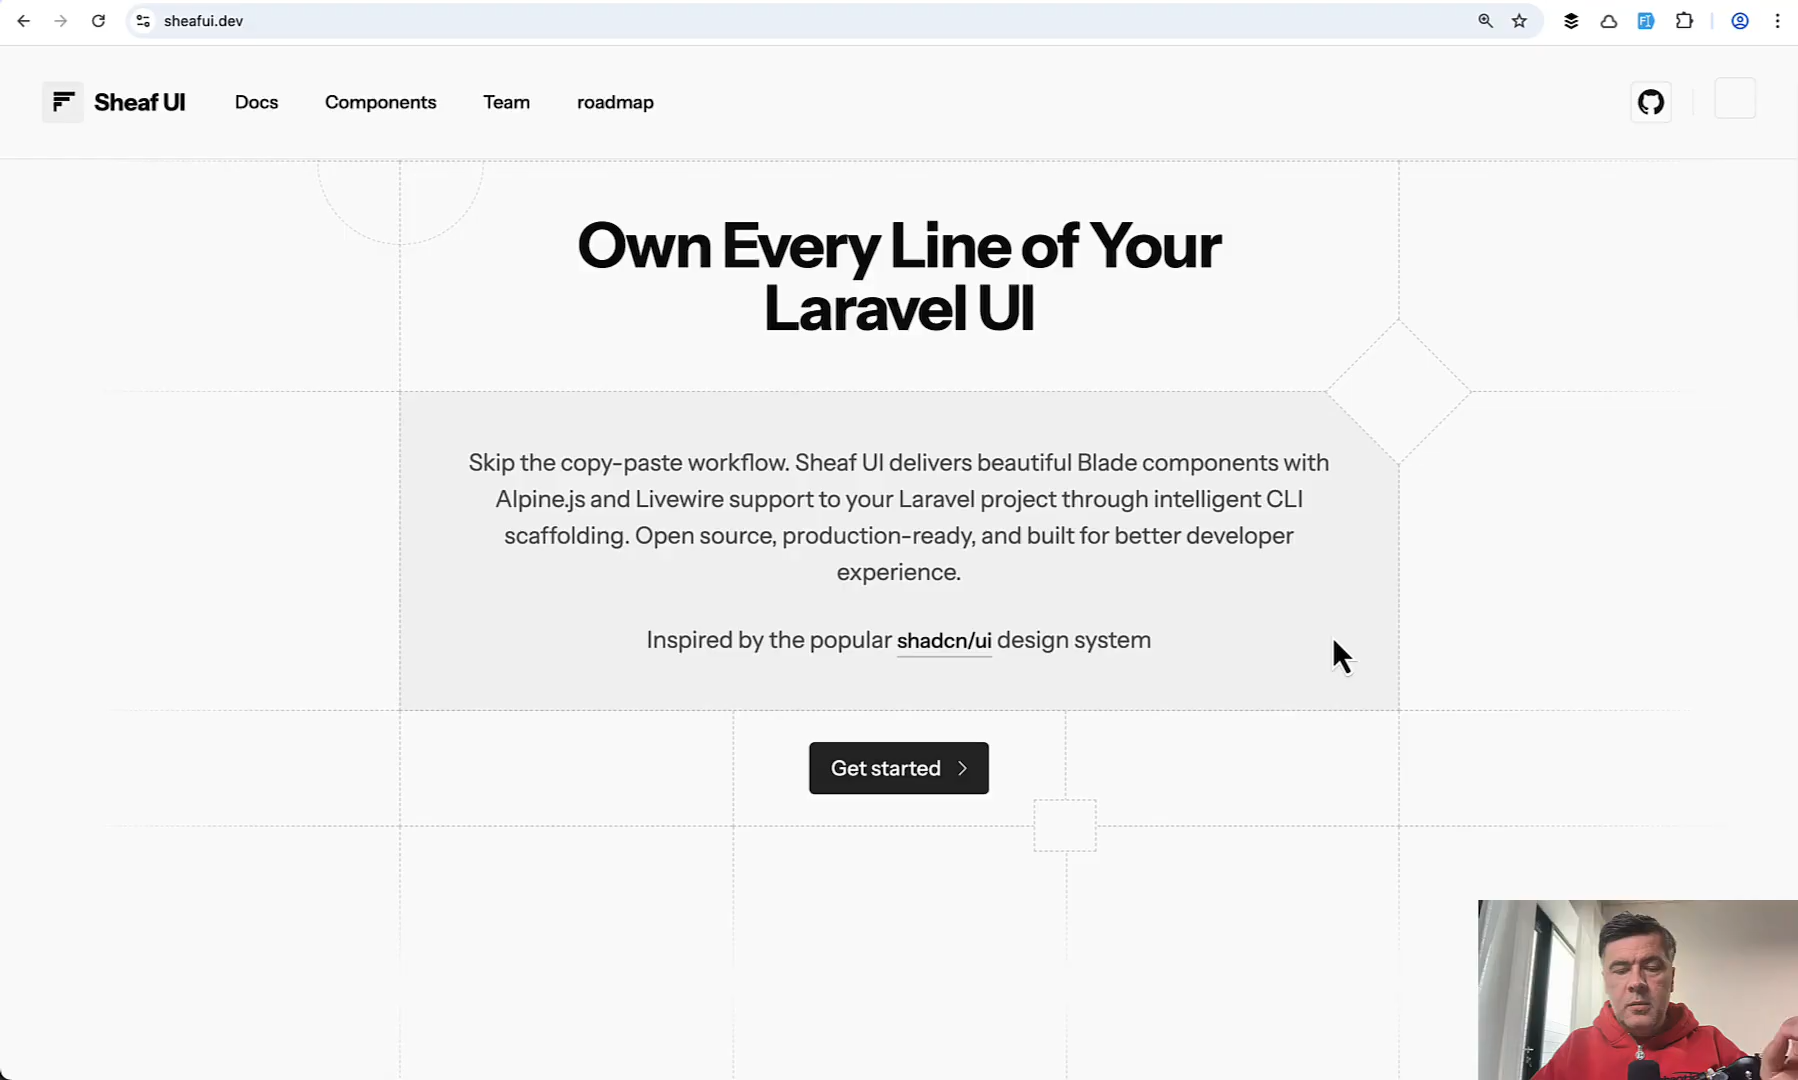 sheafui.dev
Sheaf UI
Docs
Components
Team
roadmap
Own Every Line of Your
Laravel UI
Skip the copy-paste workflow. Sheaf UI delivers beautiful Blade components with
Alpine.js and Livewire support to your Laravel project through intelligent CLI
scaffolding. Open source, production-ready, and built for better developer
experience.
Inspired by the popular shadcn/ui design system
Get started